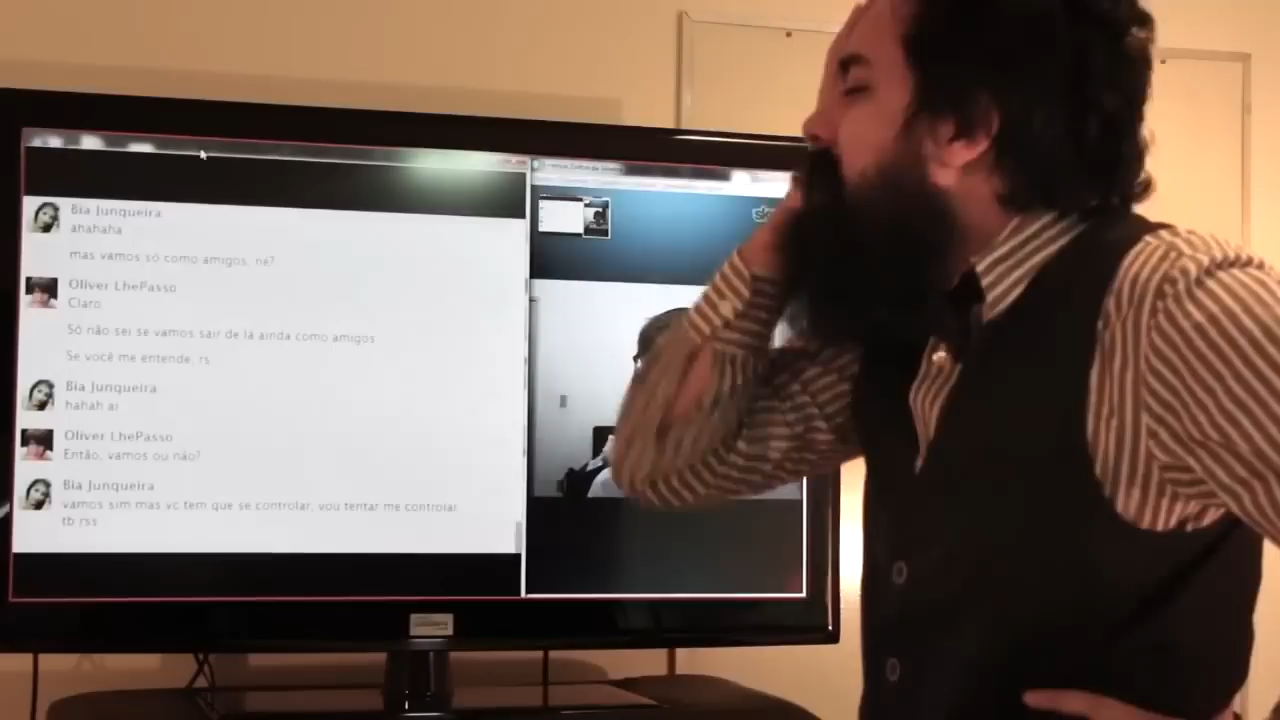 Bia Junqueira
ahahaha
mas vamos só como amigos, né?
Oliver LhePasso
Claro
Só não sei se vamos sair de lá ainda como amigos
Se você me entende, rs
Bia Junqueira
hahah ai
Oliver LhePasso
Então, vamos ou não?
Bia Junqueira
vamos sim mas vc tem que se controlar, vou tentar me controlar
tb rss
sk